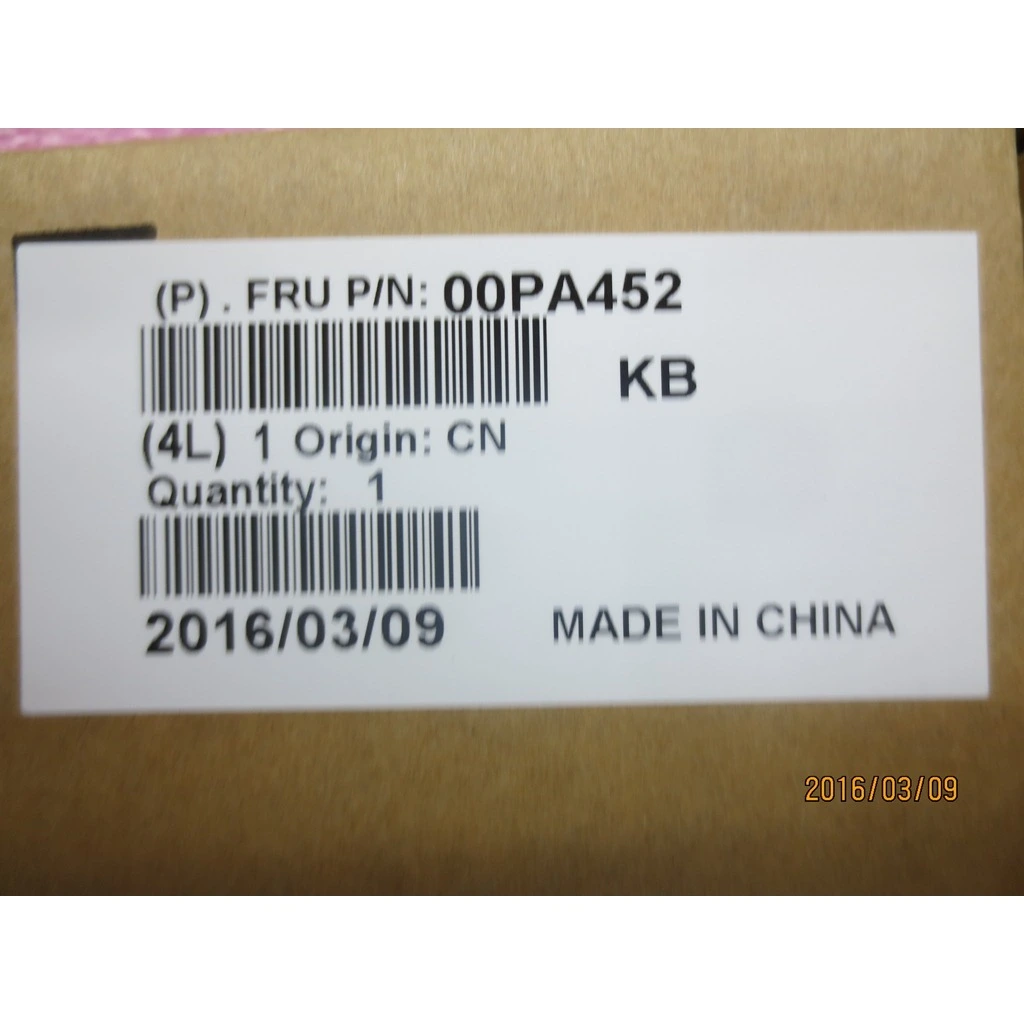 (P) . FRU P/N: 00PA452
KB
(4L) 1 Origin: CN
Quantity: 1
2016/03/09
MADE IN CHINA
2016/03/09